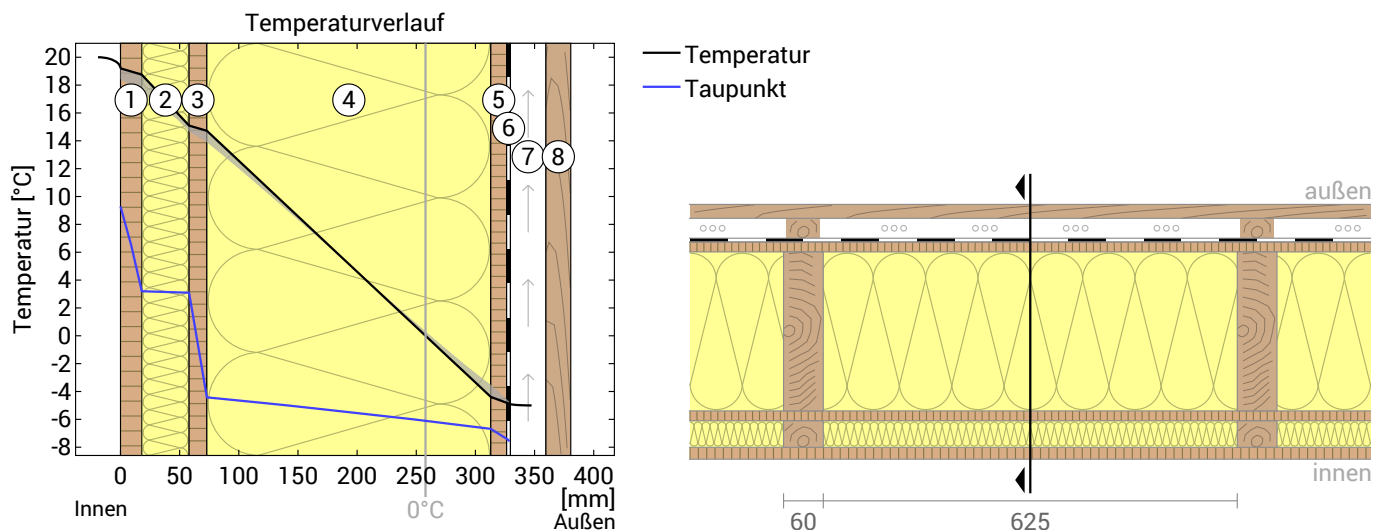 Temperaturverlauf
Temperatur
Taupunkt
Temperatur [°C]
20
18
16
14
12
10
8
6
4
2
0
-2
-4
-6
-8
1 2 3 4 5
6
7 8
0 50 100 150 200 250 300 350 400
[mm]
Innen 0°C Außen
außen
innen
60 625